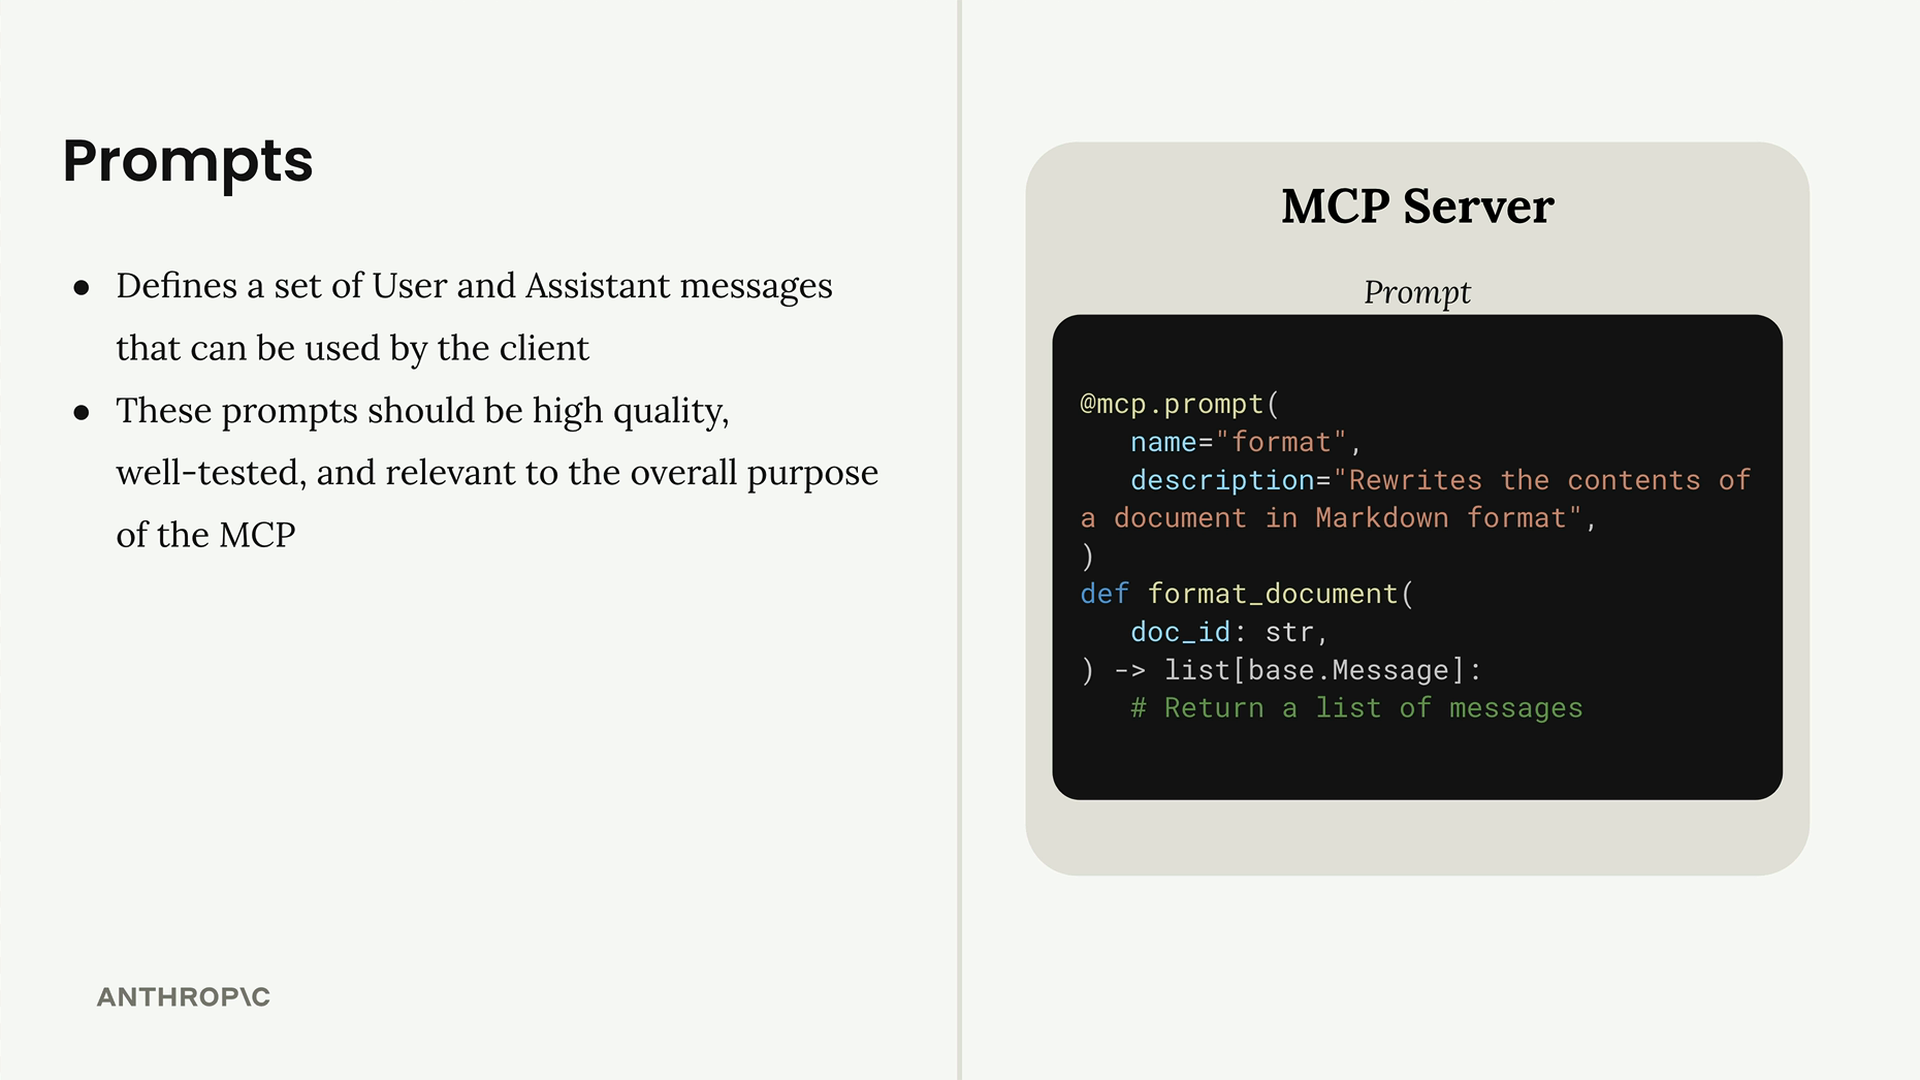 Prompts
● Defines a set of User and Assistant messages
that can be used by the client
● These prompts should be high quality,
well-tested, and relevant to the overall purpose
of the MCP
ANTHROP\C
MCP Server
Prompt
@mcp.prompt(
   name="format",
   description="Rewrites the contents of
a document in Markdown format",
)
def format_document(
   doc_id: str,
) -> list[base.Message]:
   # Return a list of messages